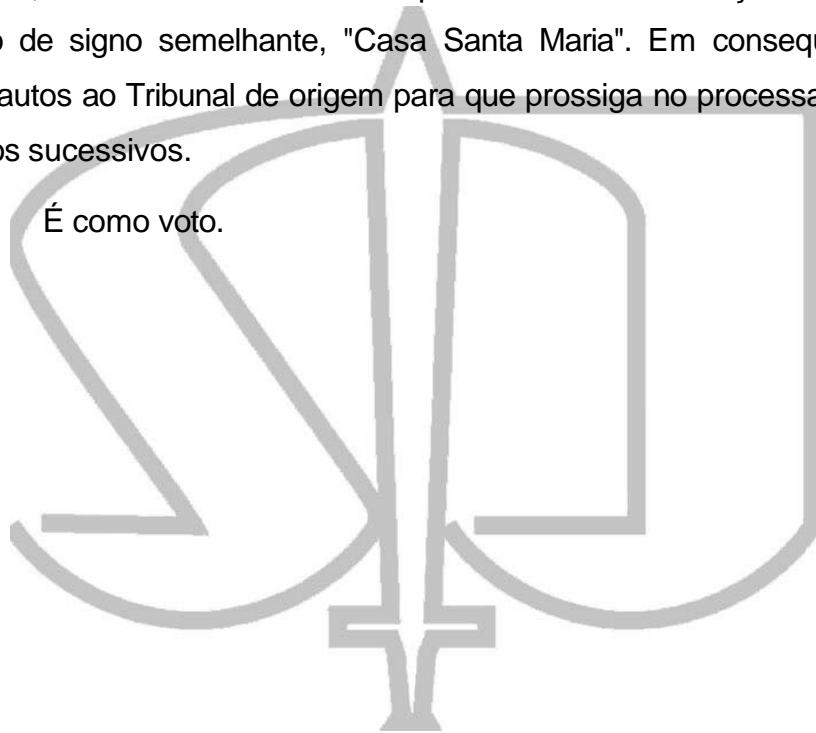 o de signo semelhante, "Casa Santa Maria". Em consequ
autos ao Tribunal de origem para que prossiga no processa
os sucessivos.
É como voto.